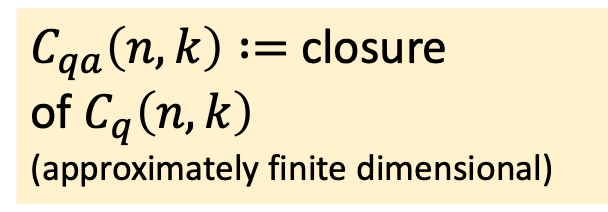 C_{qa}(n, k) := closure
of C_q(n, k)
(approximately finite dimensional)